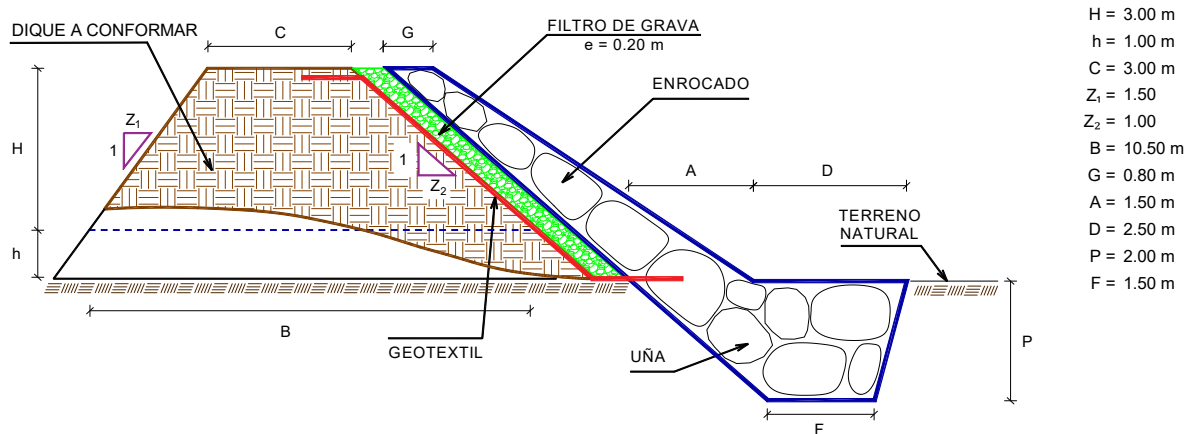 DIQUE A CONFORMAR
C
G
FILTRO DE GRAVA
e = 0.20 m
ENROCADO
H
Z₁
1
1
Z₂
A
D
TERRENO
NATURAL
h
B
GEOTEXTIL
UÑA
P
F
H = 3.00 m
h = 1.00 m
C = 3.00 m
Z₁ = 1.50
Z₂ = 1.00
B = 10.50 m
G = 0.80 m
A = 1.50 m
D = 2.50 m
P = 2.00 m
F = 1.50 m